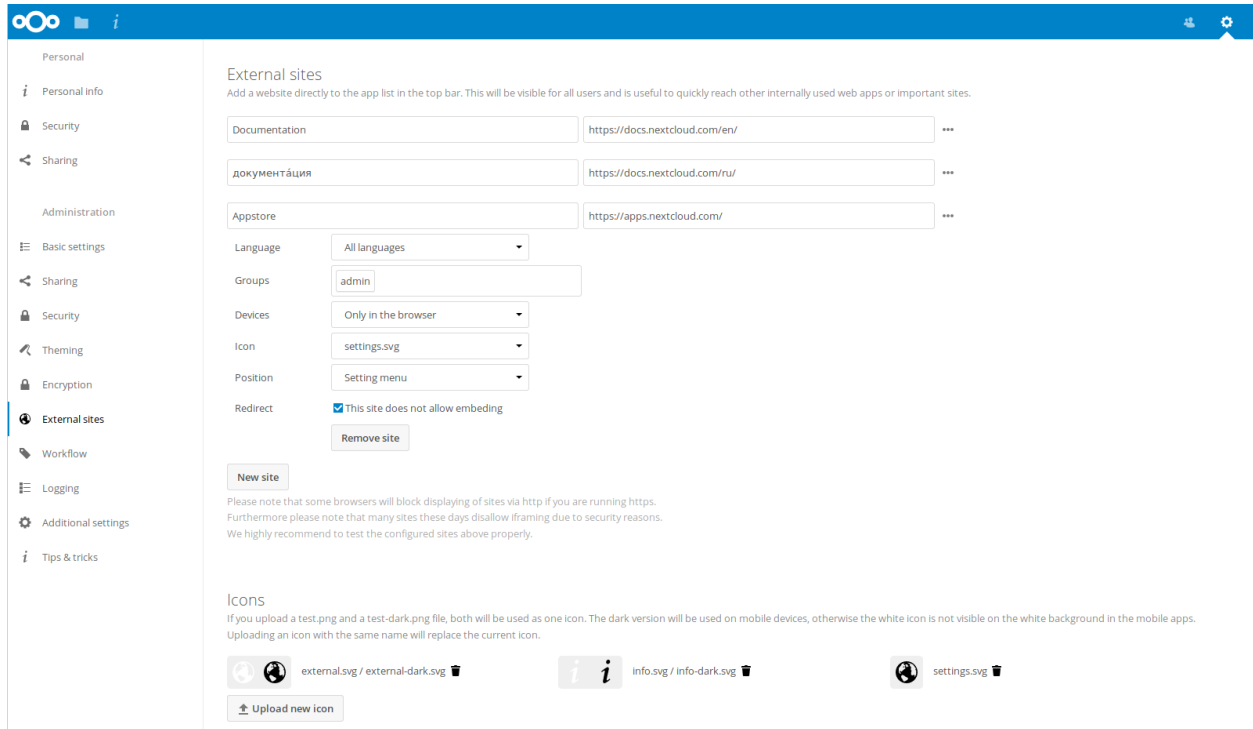 Personal
Personal info
Security
Sharing
Administration
Basic settings
Sharing
Security
Theming
Encryption
External sites
Workflow
Logging
Additional settings
Tips & tricks
External sites
Add a website directly to the app list in the top bar. This will be visible for all users and is useful to quickly reach other internally used web apps or important sites.
Documentation https://docs.nextcloud.com/en/
документа́ция https://docs.nextcloud.com/ru/
Appstore https://apps.nextcloud.com/
Language All languages
Groups admin
Devices Only in the browser
Icon settings.svg
Position Setting menu
Redirect This site does not allow embeding
Remove site
New site
Please note that some browsers will block displaying of sites via http if you are running https.
Furthermore please note that many sites these days disallow iframing due to security reasons.
We highly recommend to test the configured sites above properly.
Icons
If you upload a test.png and a test-dark.png file, both will be used as one icon. The dark version will be used on mobile devices, otherwise the white icon is not visible on the white background in the mobile apps.
Uploading an icon with the same name will replace the current icon.
external.svg / external-dark.svg info.svg / info-dark.svg settings.svg
Upload new icon